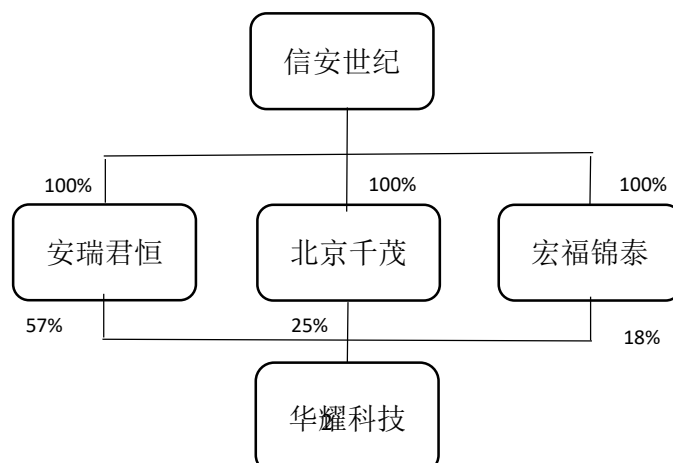 信安世纪
100% 100% 100%
安瑞君恒 北京千茂 宏福锦泰
57% 25% 18%
华耀科技
2